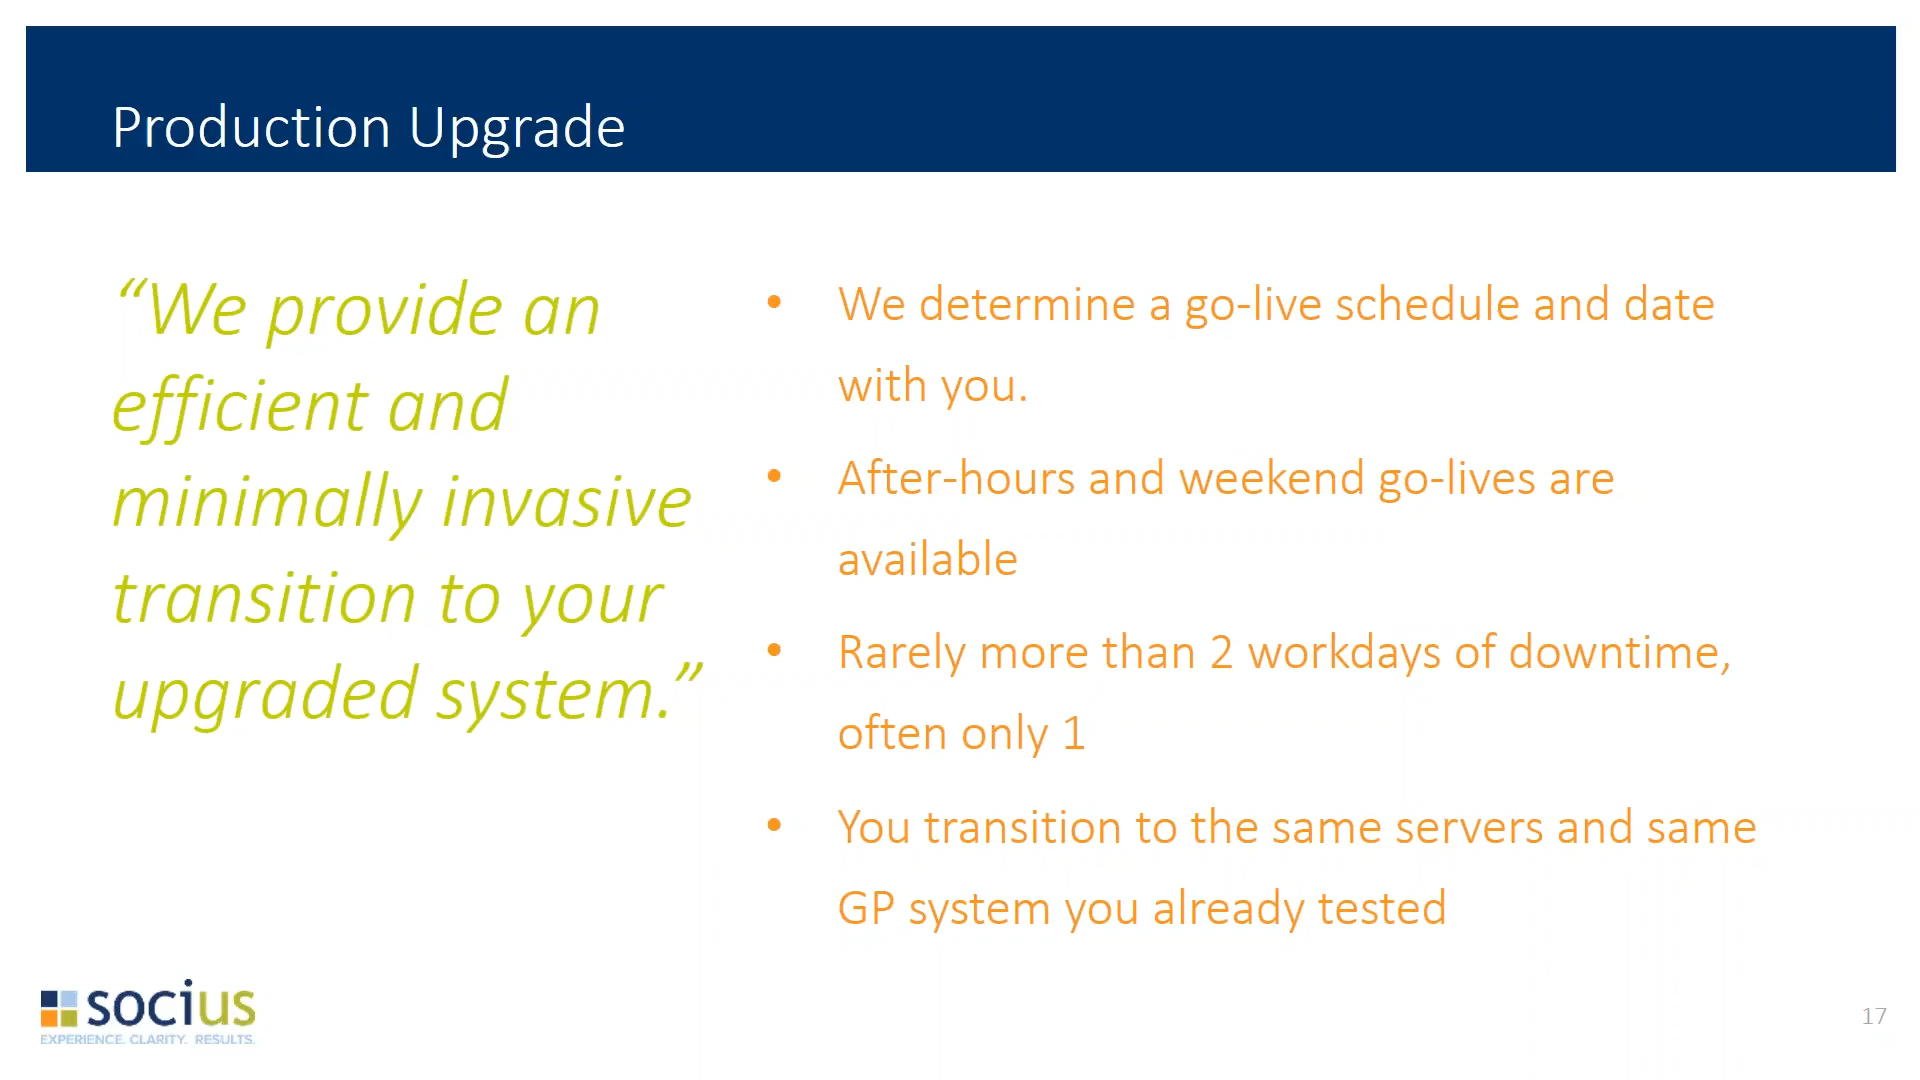 Production Upgrade
“We provide an
efficient and
minimally invasive
transition to your
upgraded system.”
• We determine a go-live schedule and date
with you.
• After-hours and weekend go-lives are
available
• Rarely more than 2 workdays of downtime,
often only 1
• You transition to the same servers and same
GP system you already tested
socius
EXPERIENCE. CLARITY. RESULTS.
17